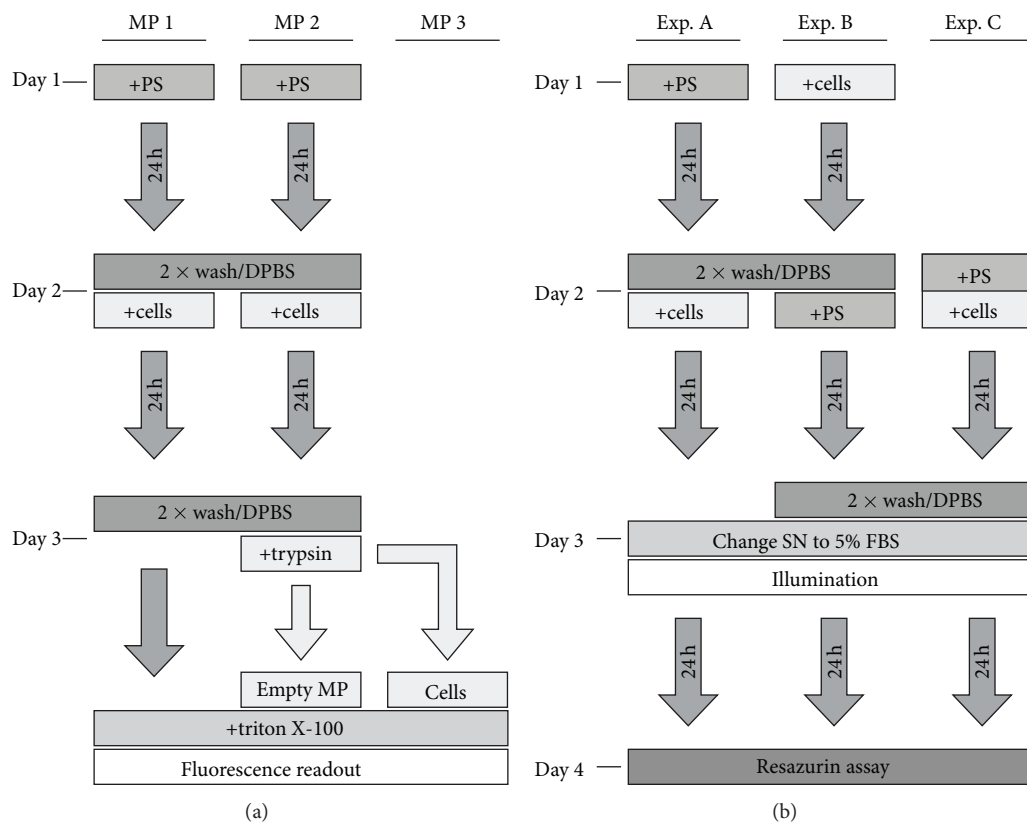 MP 1 MP 2 MP 3
Day 1 +PS +PS
24 h 24 h
2 × wash/DPBS
Day 2
+cells +cells
24 h 24 h
2 × wash/DPBS
Day 3
+trypsin
Empty MP Cells
+triton X-100
Fluorescence readout
(a)
Exp. A Exp. B Exp. C
Day 1 +PS +cells
24 h 24 h
2 × wash/DPBS +PS
Day 2
+cells +PS +cells
24 h 24 h 24 h
2 × wash/DPBS
Day 3 Change SN to 5% FBS
Illumination
24 h 24 h 24 h
Day 4 Resazurin assay
(b)